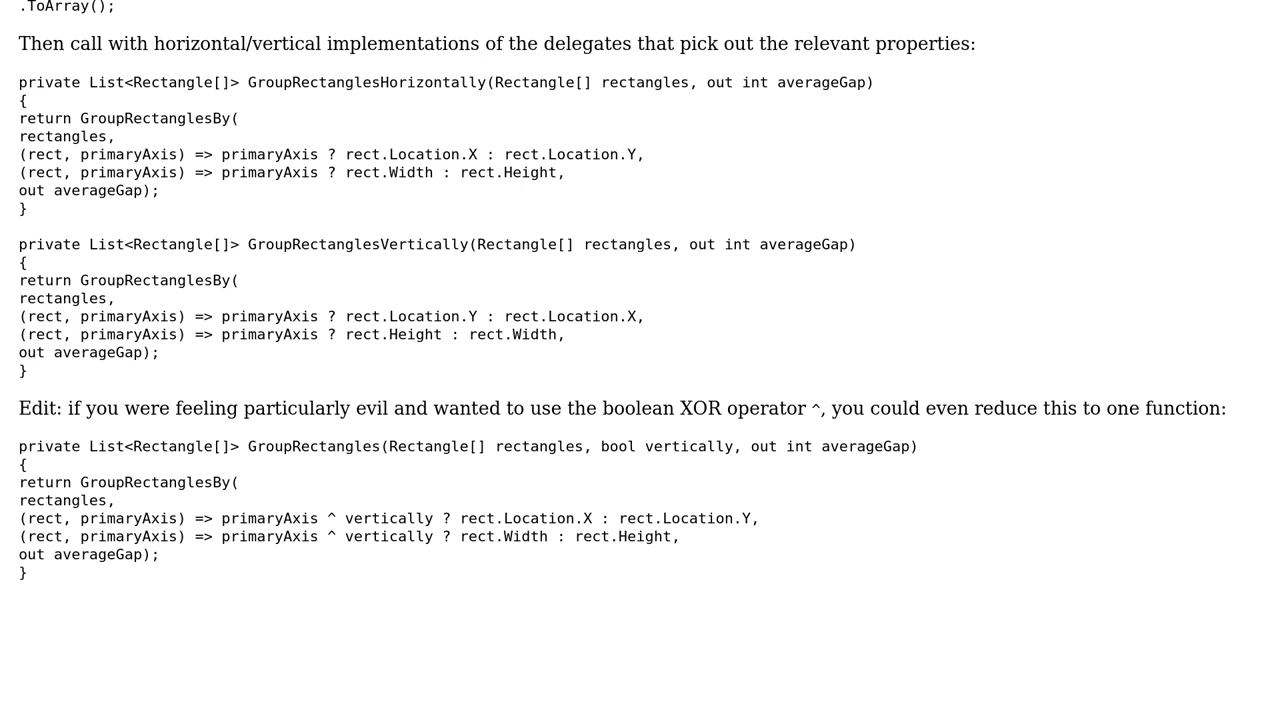 .ToArray();
Then call with horizontal/vertical implementations of the delegates that pick out the relevant properties:
private List<Rectangle[]> GroupRectanglesHorizontally(Rectangle[] rectangles, out int averageGap)
{
return GroupRectanglesBy(
rectangles,
(rect, primaryAxis) => primaryAxis ? rect.Location.X : rect.Location.Y,
(rect, primaryAxis) => primaryAxis ? rect.Width : rect.Height,
out averageGap);
}
private List<Rectangle[]> GroupRectanglesVertically(Rectangle[] rectangles, out int averageGap)
{
return GroupRectanglesBy(
rectangles,
(rect, primaryAxis) => primaryAxis ? rect.Location.Y : rect.Location.X,
(rect, primaryAxis) => primaryAxis ? rect.Height : rect.Width,
out averageGap);
}
Edit: if you were feeling particularly evil and wanted to use the boolean XOR operator ^, you could even reduce this to one function:
private List<Rectangle[]> GroupRectangles(Rectangle[] rectangles, bool vertically, out int averageGap)
{
return GroupRectanglesBy(
rectangles,
(rect, primaryAxis) => primaryAxis ^ vertically ? rect.Location.X : rect.Location.Y,
(rect, primaryAxis) => primaryAxis ^ vertically ? rect.Width : rect.Height,
out averageGap);
}